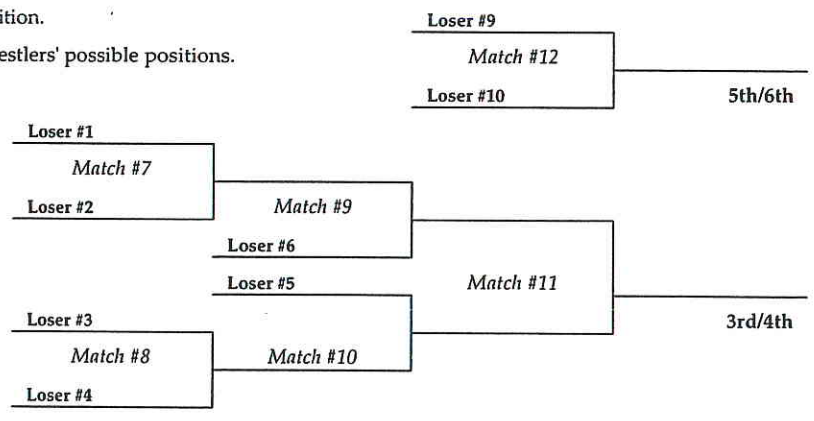 ition.
estlers' possible positions.
Loser #9
Match #12
Loser #10
5th/6th
Loser #1
Match #7
Loser #2
Match #9
Loser #6
Loser #5
Match #11
3rd/4th
Loser #3
Match #8
Match #10
Loser #4